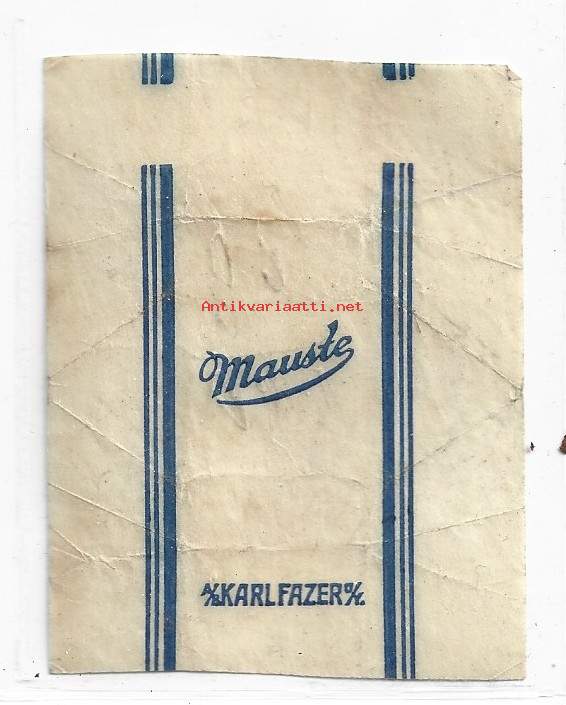 Antikvariaatti.net
Mauste
A/B KARL FAZER O/Y.